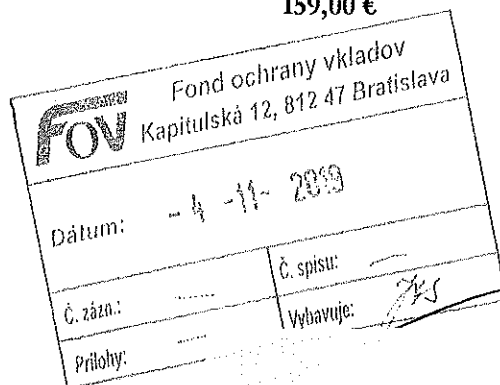 159,00 €
FOV
Fond ochrany vkladov
Kapitulská 12, 812 47 Bratislava
Dátum: - 4 -11- 2019
Č. zázn.:
Č. spisu:
Prílohy:
Vybavuje: